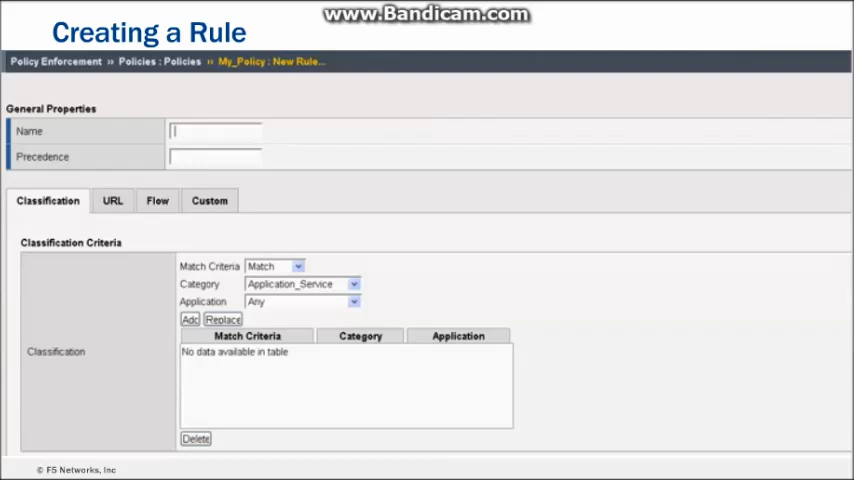 www.Bandicam.com
Creating a Rule
Policy Enforcement ›› Policies : Policies ›› My_Policy : New Rule...
General Properties
Name
Precedence
Classification URL Flow Custom
Classification Criteria
Match Criteria Match
Category Application_Service
Application Any
Add Replace
Match Criteria Category Application
No data available in table
Classification
Delete
© F5 Networks, Inc